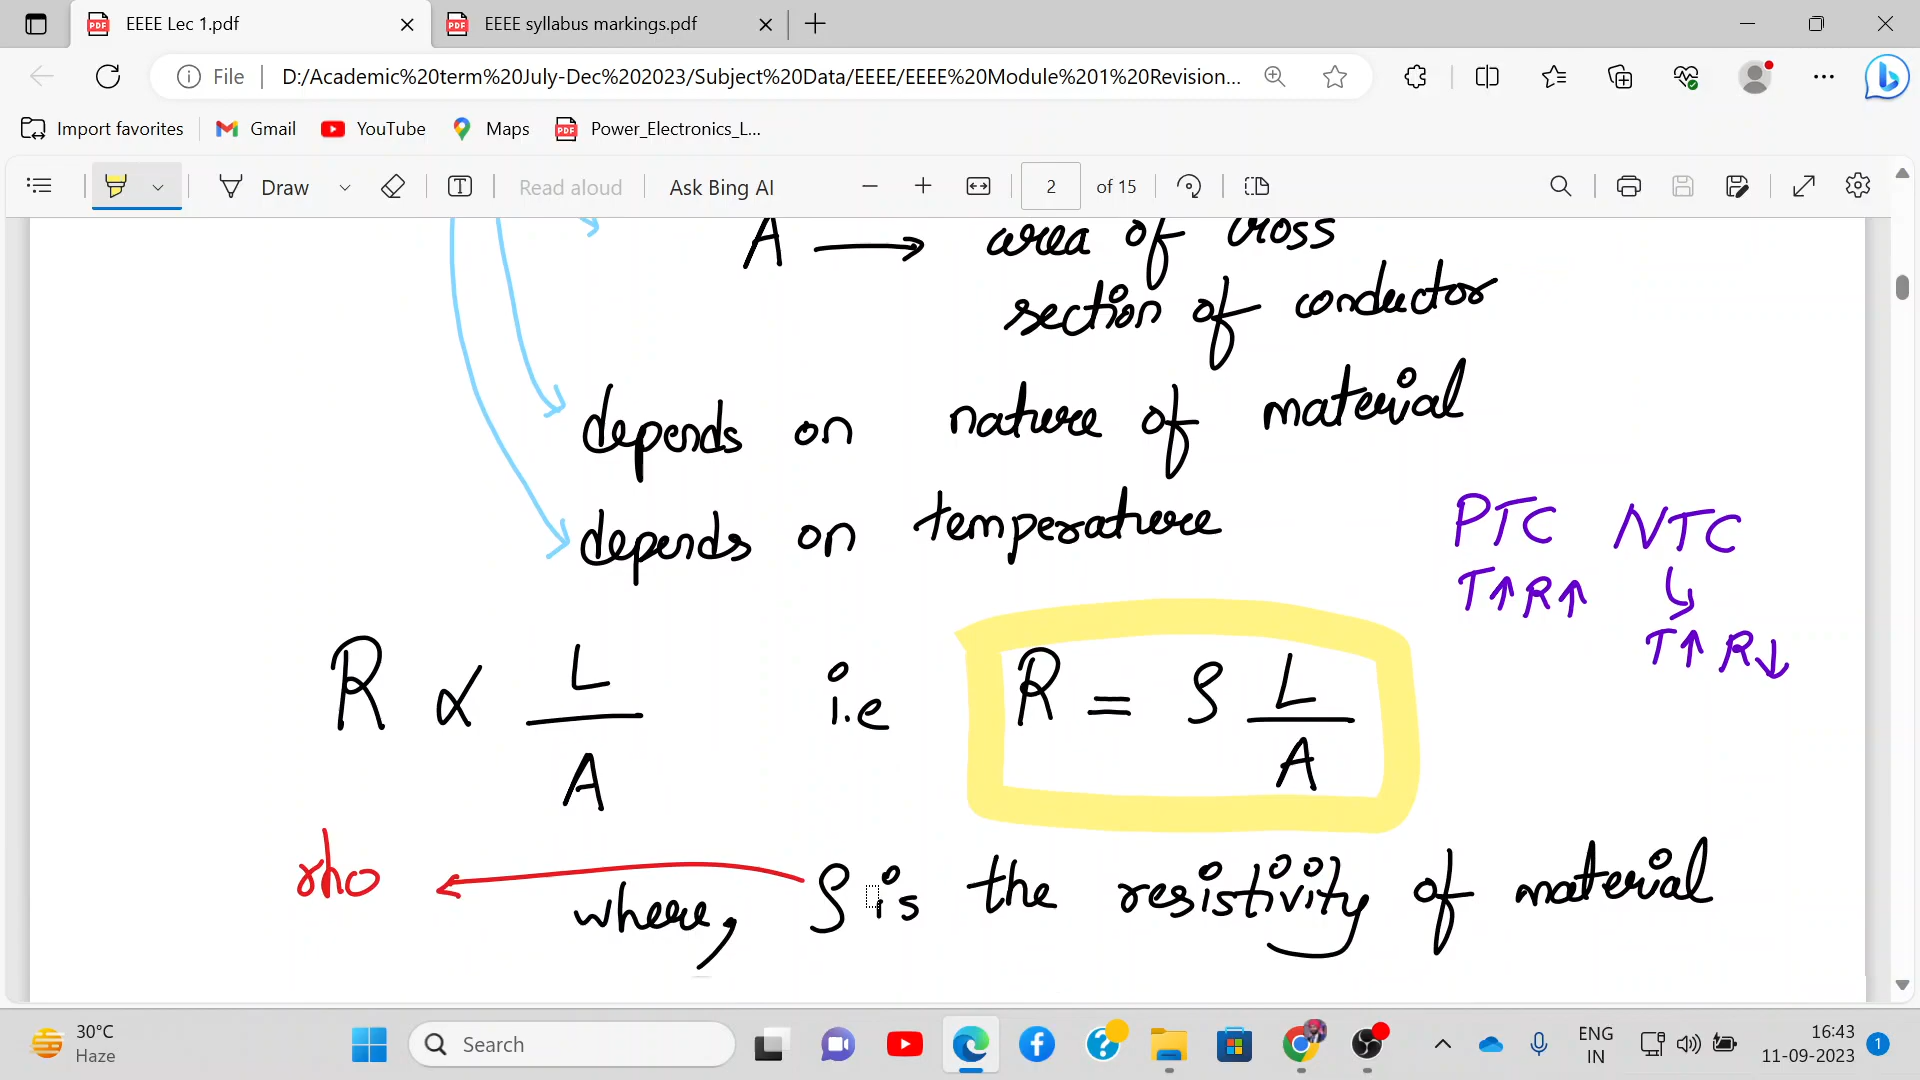 EEEE Lec 1.pdf
EEEE syllabus markings.pdf
File
D:/Academic%20term%20July-Dec%202023/Subject%20Data/EEEE/EEEE%20Module%201%20Revision...
Import favorites
Gmail
YouTube
Maps
Power_Electronics_L...
Draw
Read aloud
Ask Bing AI
2
of 15
A → area of cross
section of conductor
depends on nature of material
depends on temperature
PTC NTC
T↑ R↑
T↑ R↓
R ∝ L/A i.e R = ρ L/A
rho
where, ρ is the resistivity of material
30°C
Haze
Search
ENG
IN
16:43
11-09-2023
1